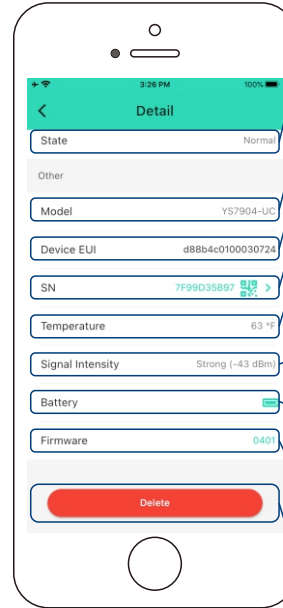 3:26 PM 100%
Detail
State Normal
Other
Model YS7904-UC
Device EUI d88b4c0100030724
SN 7F99D35B97
Temperature 63 °F
Signal Intensity Strong (-43 dBm)
Battery
Firmware 0401
Delete